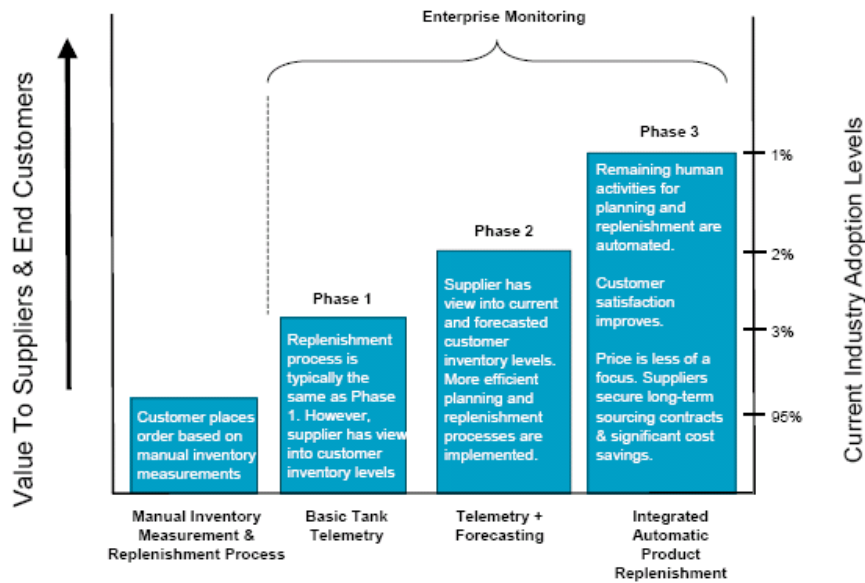 Enterprise Monitoring
Value To Suppliers & End Customers
Current Industry Adoption Levels
Customer places
order based on
manual inventory
measurements
Manual Inventory
Measurement &
Replenishment Process
Phase 1
Replenishment
process is
typically the
same as Phase
1. However,
supplier has view
into customer
inventory levels
Basic Tank
Telemetry
Phase 2
Supplier has
view into current
and forecasted
customer
inventory levels.
More efficient
planning and
replenishment
processes are
implemented.
Telemetry +
Forecasting
Phase 3
Remaining human
activities for
planning and
replenishment are
automated.
Customer
satisfaction
improves.
Price is less of a
focus. Suppliers
secure long-term
sourcing contracts
& significant cost
savings.
Integrated
Automatic
Product
Replenishment
1%
2%
3%
95%